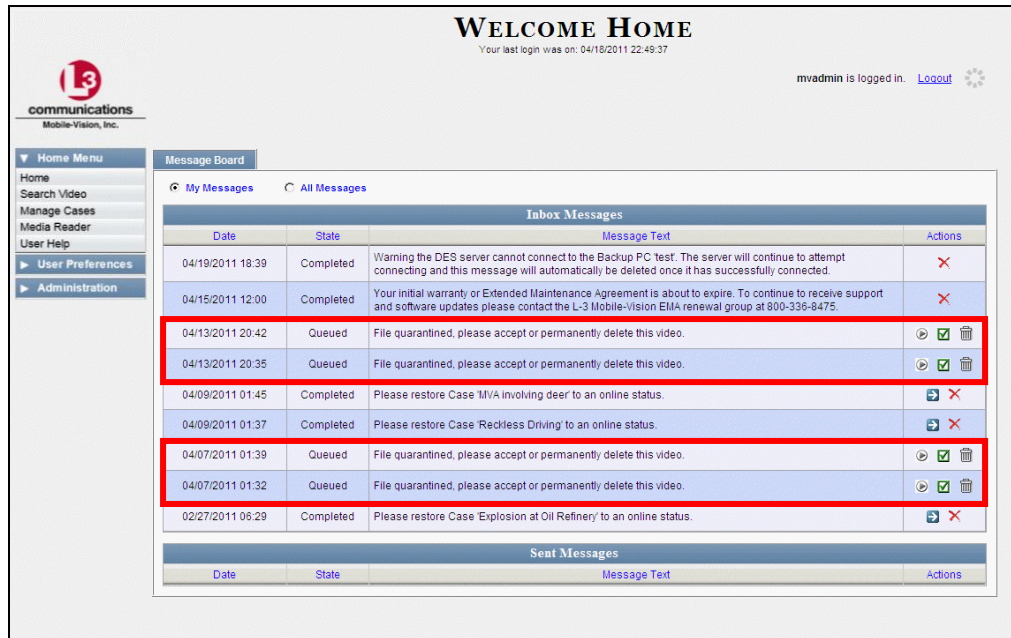 WELCOME HOME
Your last login was on: 04/18/2011 22:49:37
L3
communications
Mobile-Vision, Inc.
mvadmin is logged in. Logout
Home Menu
Home
Search Video
Manage Cases
Media Reader
User Help
User Preferences
Administration
Message Board
My Messages All Messages
Inbox Messages
Date State Message Text Actions
04/19/2011 18:39 Completed Warning the DES server cannot connect to the Backup PC 'test'. The server will continue to attempt
connecting and this message will automatically be deleted once it has successfully connected.
04/15/2011 12:00 Completed Your initial warranty or Extended Maintenance Agreement is about to expire. To continue to receive support
and software updates please contact the L-3 Mobile-Vision EMA renewal group at 800-336-8475.
04/13/2011 20:42 Queued File quarantined, please accept or permanently delete this video.
04/13/2011 20:35 Queued File quarantined, please accept or permanently delete this video.
04/09/2011 01:45 Completed Please restore Case 'MVA involving deer' to an online status.
04/09/2011 01:37 Completed Please restore Case 'Reckless Driving' to an online status.
04/07/2011 01:39 Queued File quarantined, please accept or permanently delete this video.
04/07/2011 01:32 Queued File quarantined, please accept or permanently delete this video.
02/27/2011 06:29 Completed Please restore Case 'Explosion at Oil Refinery' to an online status.
Sent Messages
Date State Message Text Actions